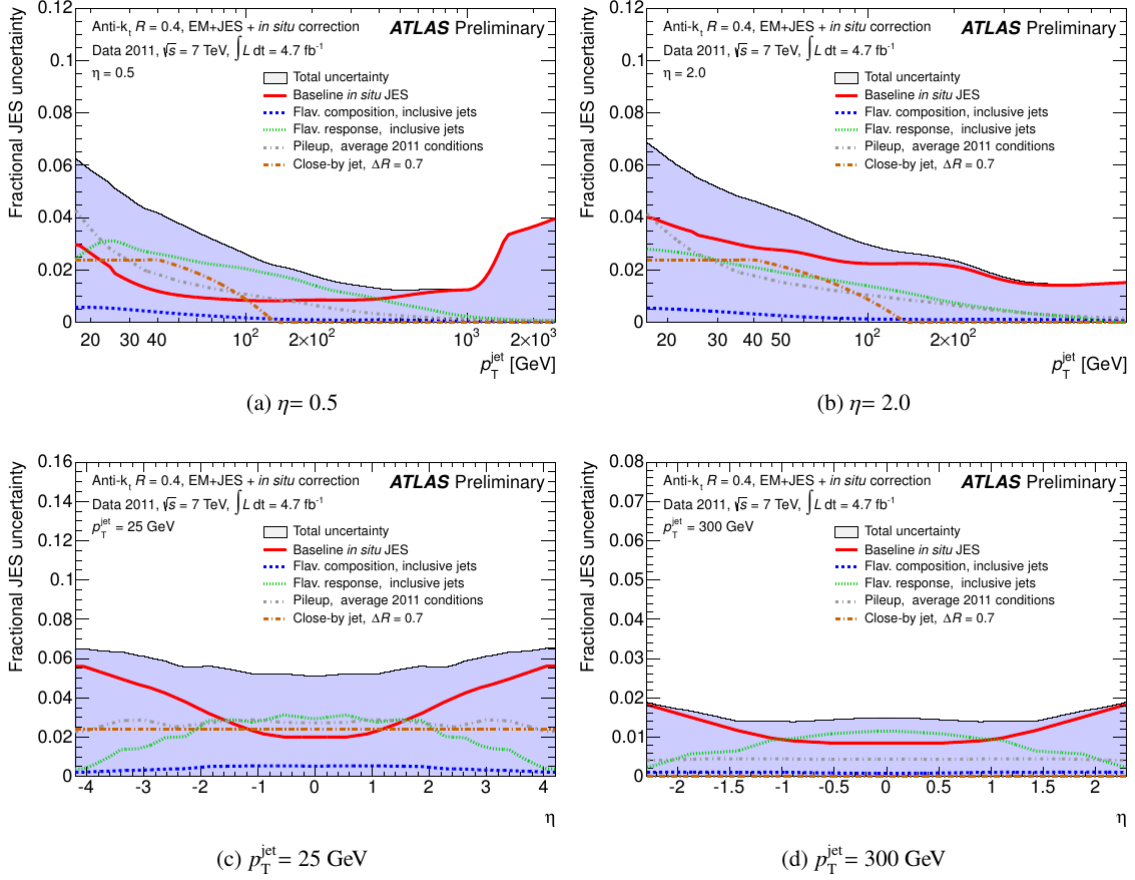 Fractional JES uncertainty
0.12
0.1
0.08
0.06
0.04
0.02
0
Anti-kt R = 0.4, EM+JES + in situ correction
Data 2011, √s = 7 TeV, ∫ L dt = 4.7 fb⁻¹
η = 0.5
ATLAS Preliminary
Total uncertainty
Baseline in situ JES
Flav. composition, inclusive jets
Flav. response, inclusive jets
Pileup, average 2011 conditions
Close-by jet, ΔR = 0.7
20 30 40 10² 2×10² 10³ 2×10³
pT^jet [GeV]
(a) η= 0.5
Fractional JES uncertainty
0.12
0.1
0.08
0.06
0.04
0.02
0
Anti-kt R = 0.4, EM+JES + in situ correction
Data 2011, √s = 7 TeV, ∫ L dt = 4.7 fb⁻¹
η = 2.0
ATLAS Preliminary
Total uncertainty
Baseline in situ JES
Flav. composition, inclusive jets
Flav. response, inclusive jets
Pileup, average 2011 conditions
Close-by jet, ΔR = 0.7
20 30 40 50 10² 2×10²
pT^jet [GeV]
(b) η= 2.0
Fractional JES uncertainty
0.16
0.14
0.12
0.1
0.08
0.06
0.04
0.02
0
Anti-kt R = 0.4, EM+JES + in situ correction
Data 2011, √s = 7 TeV, ∫ L dt = 4.7 fb⁻¹
pT^jet = 25 GeV
ATLAS Preliminary
Total uncertainty
Baseline in situ JES
Flav. composition, inclusive jets
Flav. response, inclusive jets
Pileup, average 2011 conditions
Close-by jet, ΔR = 0.7
-4 -3 -2 -1 0 1 2 3 4
η
(c) pT^jet = 25 GeV
Fractional JES uncertainty
0.08
0.07
0.06
0.05
0.04
0.03
0.02
0.01
0
Anti-kt R = 0.4, EM+JES + in situ correction
Data 2011, √s = 7 TeV, ∫ L dt = 4.7 fb⁻¹
pT^jet = 300 GeV
ATLAS Preliminary
Total uncertainty
Baseline in situ JES
Flav. composition, inclusive jets
Flav. response, inclusive jets
Pileup, average 2011 conditions
Close-by jet, ΔR = 0.7
-2 -1.5 -1 -0.5 0 0.5 1 1.5 2
η
(d) pT^jet = 300 GeV